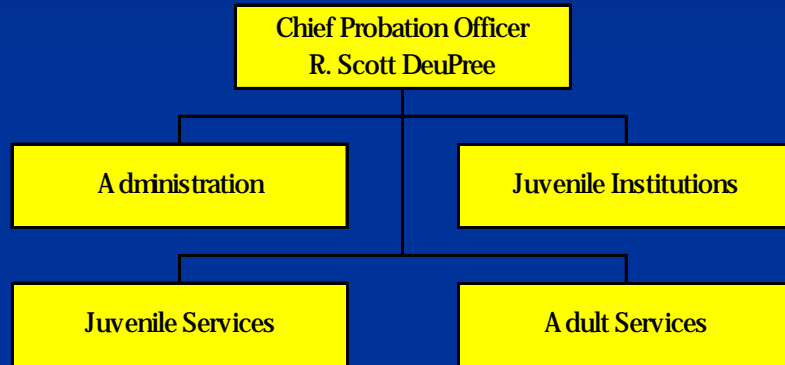 Chief Probation Officer
R. Scott DeuPree
Administration
Juvenile Institutions
Juvenile Services
Adult Services